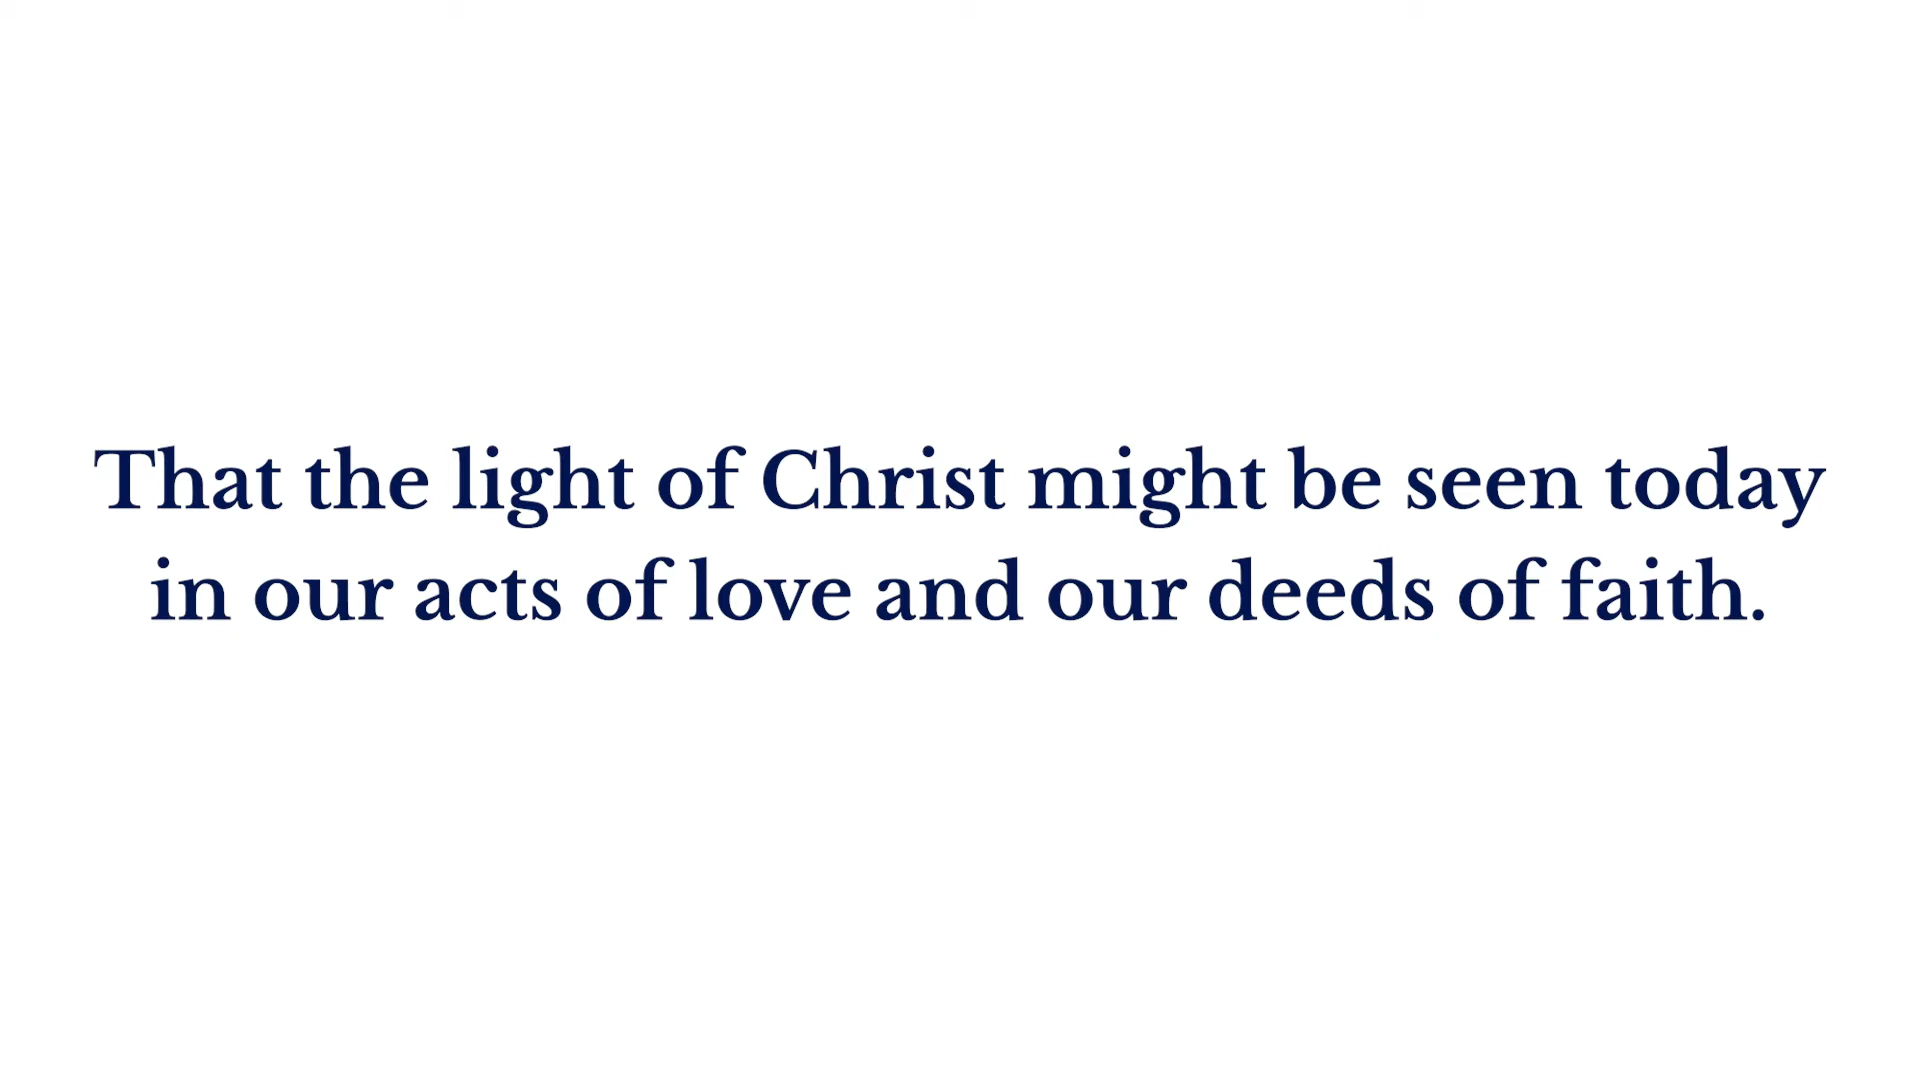 That the light of Christ might be seen today
in our acts of love and our deeds of faith.